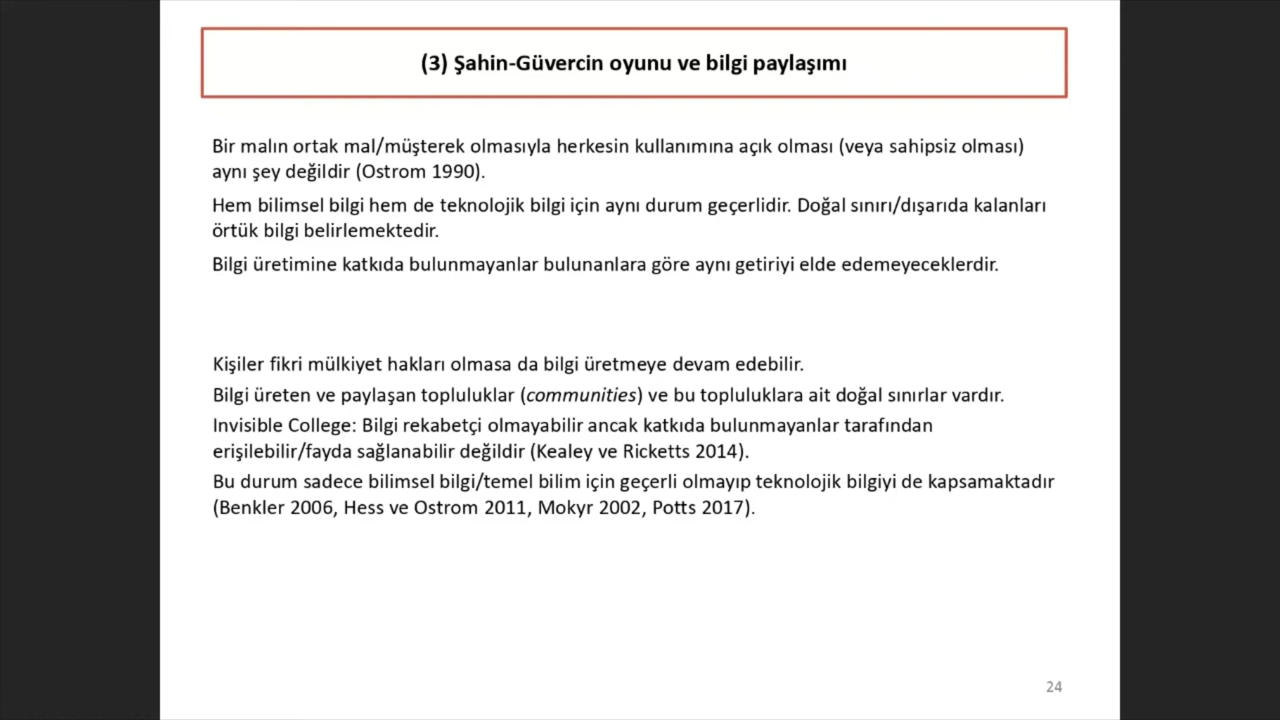 (3) Şahin-Güvercin oyunu ve bilgi paylaşımı
Bir malın ortak mal/müşterek olmasıyla herkesin kullanımına açık olması (veya sahipsiz olması)
aynı şey değildir (Ostrom 1990).
Hem bilimsel bilgi hem de teknolojik bilgi için aynı durum geçerlidir. Doğal sınırı/dışarıda kalanları
örtük bilgi belirlemektedir.
Bilgi üretimine katkıda bulunmayanlar bulunanlara göre aynı getiriyi elde edemeyeceklerdir.
Kişiler fikri mülkiyet hakları olmasa da bilgi üretmeye devam edebilir.
Bilgi üreten ve paylaşan topluluklar (communities) ve bu topluluklara ait doğal sınırlar vardır.
Invisible College: Bilgi rekabetçi olmayabilir ancak katkıda bulunmayanlar tarafından
erişilebilir/fayda sağlanabilir değildir (Kealey ve Ricketts 2014).
Bu durum sadece bilimsel bilgi/temel bilim için geçerli olmayıp teknolojik bilgiyi de kapsamaktadır
(Benkler 2006, Hess ve Ostrom 2011, Mokyr 2002, Potts 2017).
24